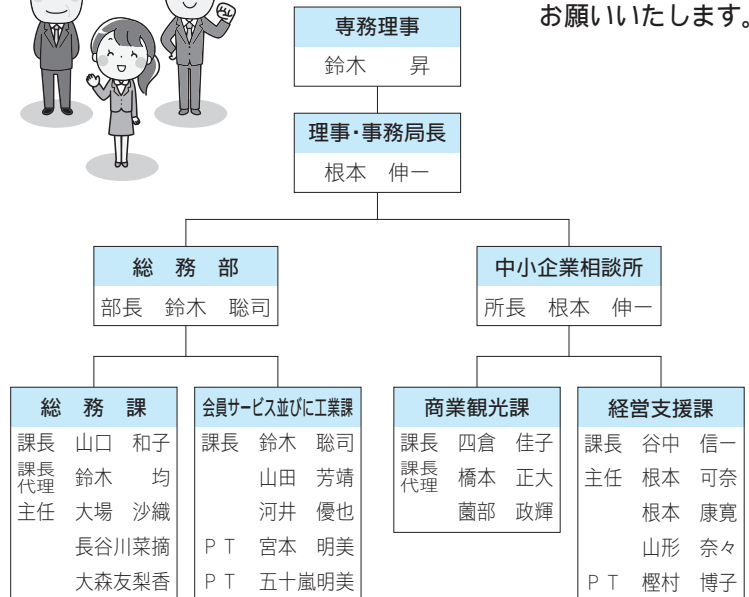 お願いいたします。
専務理事
鈴木　昇
理事・事務局長
根本　伸一
総務部
部長　鈴木　聡司
中小企業相談所
所長　根本　伸一
総務課
課長　山口　和子
課長代理　鈴木　均
主任　大場　沙織
長谷川菜摘
大森友梨香
会員サービス並びに工業課
課長　鈴木　聡司
山田　芳靖
河井　優也
ＰＴ　宮本　明美
ＰＴ　五十嵐明美
商業観光課
課長　四倉　佳子
課長代理　橋本　正大
薗部　政輝
経営支援課
課長　谷中　信一
主任　根本　可奈
根本　康寛
山形　奈々
ＰＴ　樫村　博子